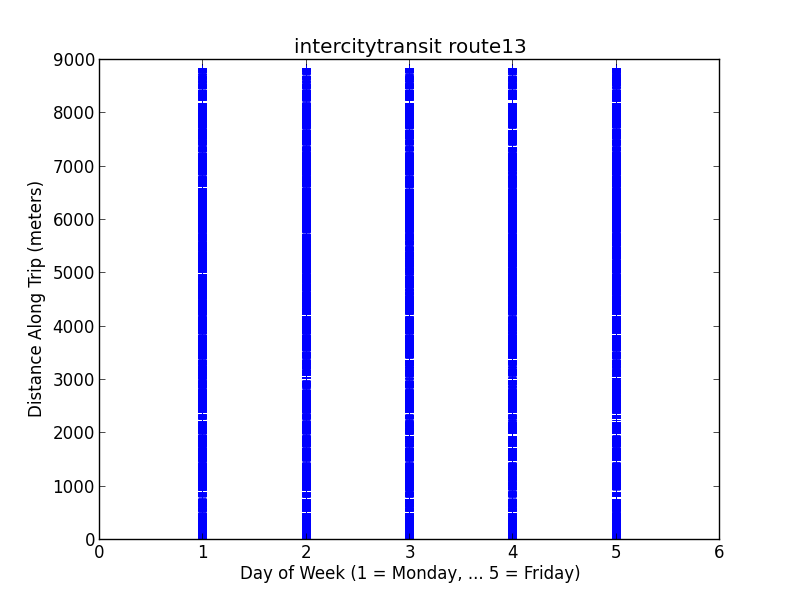 intercitytransit route13
9000
8000
7000
6000
5000
4000
3000
2000
1000
0
Distance Along Trip (meters)
0 1 2 3 4 5 6
Day of Week (1 = Monday, ... 5 = Friday)